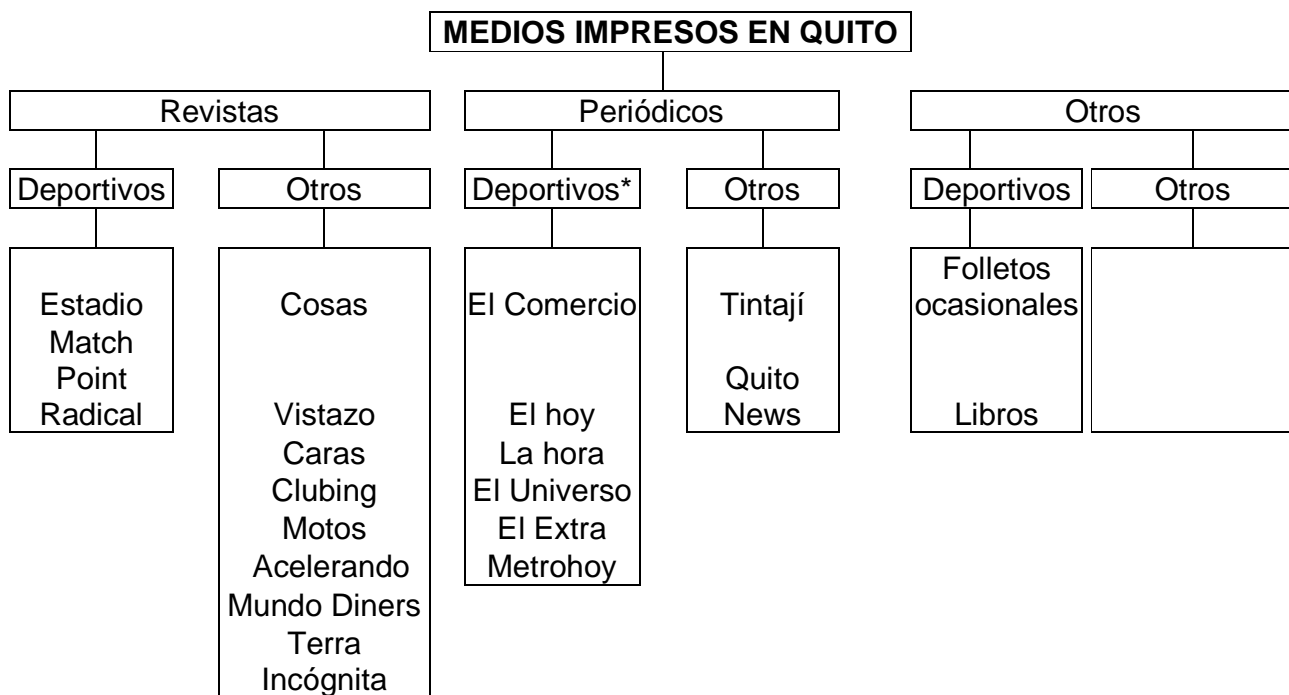 MEDIOS IMPRESOS EN QUITO
Revistas
Periódicos
Otros
Deportivos
Otros
Deportivos*
Otros
Deportivos
Otros
Estadio
Match
Point
Radical
Cosas
Vistazo
Caras
Clubing
Motos
Acelerando
Mundo Diners
Terra
Incógnita
El Comercio
El hoy
La hora
El Universo
El Extra
Metrohoy
Tintají
Quito
News
Folletos
ocasionales
Libros